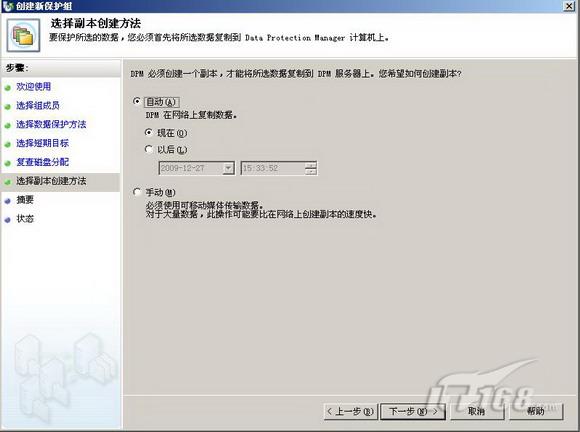 创建新保护组
选择副本创建方法
要保护所选的数据，您必须首先将所选数据复制到 Data Protection Manager 计算机上。
步骤：
欢迎使用
选择组成员
选择数据保护方法
选择短期目标
复查磁盘分配
选择副本创建方法
摘要
状态
DPM 必须创建一个副本，才能将所选数据复制到 DPM 服务器上。您希望如何创建副本?
自动(A)
DPM 在网络上复制数据。
现在(O)
以后(L)
2009-12-27 15:33:52
手动(M)
必须使用可移动媒体传输数据。
对于大量数据，此操作可能要比在网络上创建副本的速度快。
<上一步(B) 下一步(N)> 取消 帮助
IT168.com